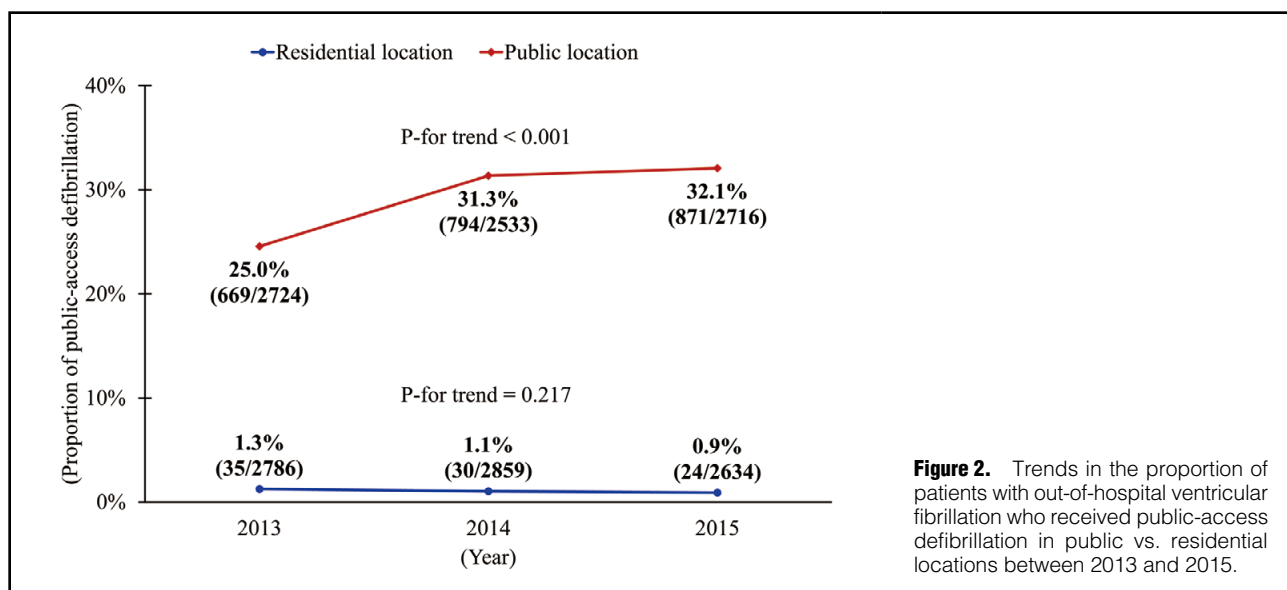 Residential location
Public location
40%
30%
20%
10%
0%
(Proportion of public-access defibrillation)
P-for trend < 0.001
25.0%
(669/2724)
31.3%
(794/2533)
32.1%
(871/2716)
P-for trend = 0.217
1.3%
(35/2786)
1.1%
(30/2859)
0.9%
(24/2634)
2013
2014
2015
(Year)
Figure 2. Trends in the proportion of
patients with out-of-hospital ventricular
fibrillation who received public-access
defibrillation in public vs. residential
locations between 2013 and 2015.